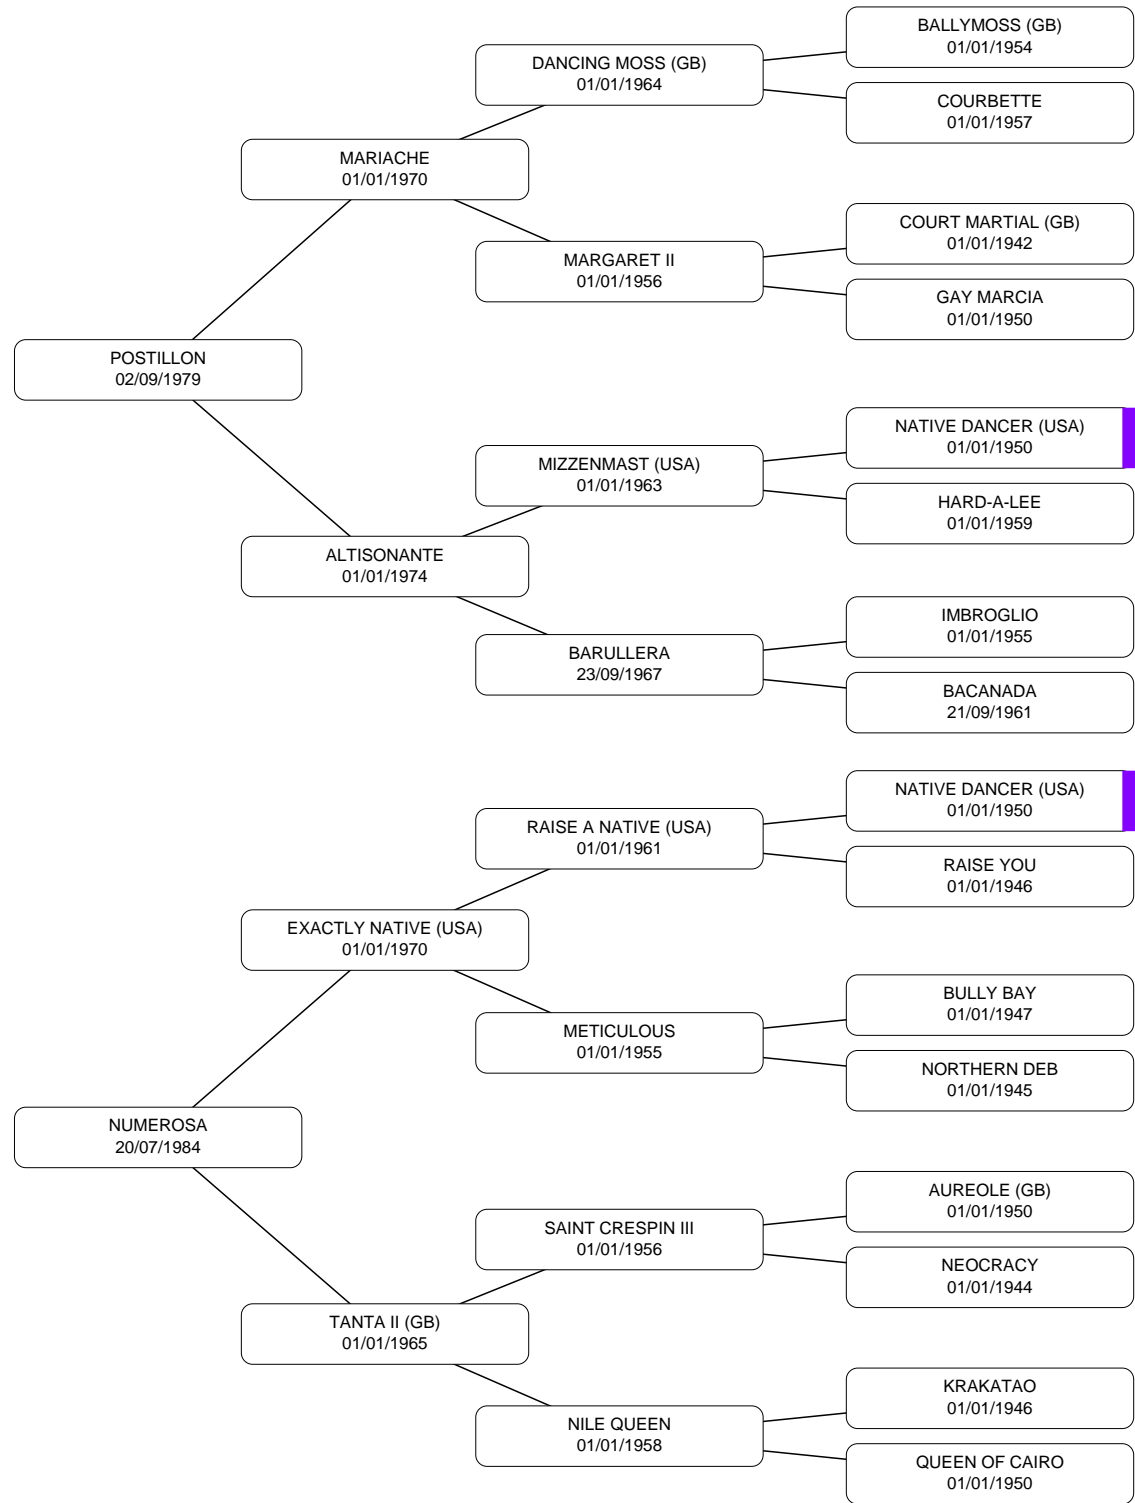 BALLYMOSS (GB)
01/01/1954
DANCING MOSS (GB)
01/01/1964
COURBETTE
01/01/1957
MARIACHE
01/01/1970
COURT MARTIAL (GB)
01/01/1942
MARGARET II
01/01/1956
GAY MARCIA
01/01/1950
POSTILLON
02/09/1979
NATIVE DANCER (USA)
01/01/1950
MIZZENMAST (USA)
01/01/1963
HARD-A-LEE
01/01/1959
ALTISONANTE
01/01/1974
IMBROGLIO
01/01/1955
BARULLERA
23/09/1967
BACANADA
21/09/1961
NATIVE DANCER (USA)
01/01/1950
RAISE A NATIVE (USA)
01/01/1961
RAISE YOU
01/01/1946
EXACTLY NATIVE (USA)
01/01/1970
BULLY BAY
01/01/1947
METICULOUS
01/01/1955
NORTHERN DEB
01/01/1945
NUMEROSA
20/07/1984
AUREOLE (GB)
01/01/1950
SAINT CRESPIN III
01/01/1956
NEOCRACY
01/01/1944
TANTA II (GB)
01/01/1965
KRAKATAO
01/01/1946
NILE QUEEN
01/01/1958
QUEEN OF CAIRO
01/01/1950